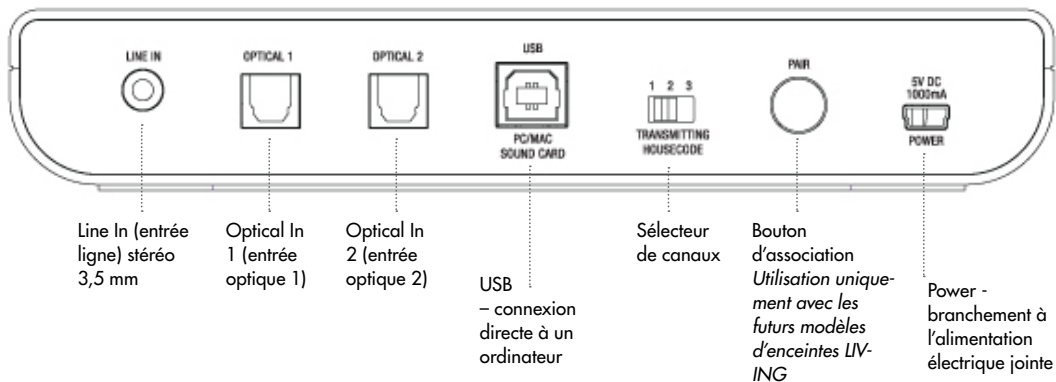 LINE IN
OPTICAL 1
OPTICAL 2
USB
PC/MAC
SOUND CARD
1 2 3
TRANSMITTING
HOUSECODE
PAIR
5V DC
1000mA
POWER
Line In (entrée
ligne) stéréo
3,5 mm
Optical In
1 (entrée
optique 1)
Optical In
2 (entrée
optique 2)
USB
– connexion
directe à un
ordinateur
Sélecteur
de canaux
Bouton
d'association
Utilisation unique-
ment avec les
futurs modèles
d'enceintes LIV-
ING
Power -
branchement à
l'alimentation
électrique jointe